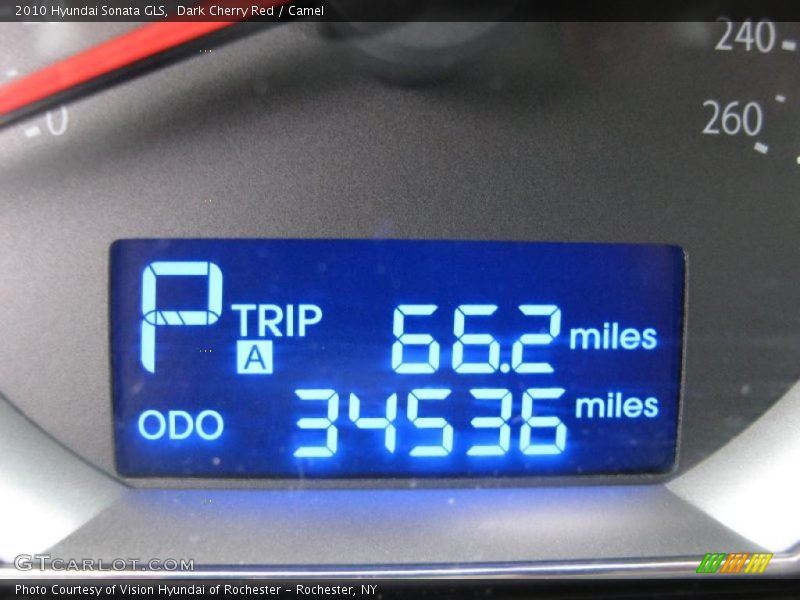 2010 Hyundai Sonata GLS, Dark Cherry Red / Camel
240
0
260
P TRIP 66.2 miles
A
ODO 34536 miles
GTCARLOT.COM
Photo Courtesy of Vision Hyundai of Rochester – Rochester, NY